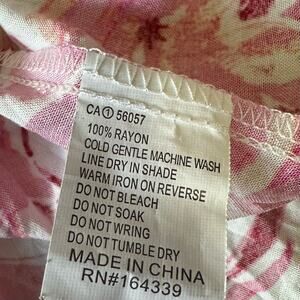 CA① 56057
100% RAYON
COLD GENTLE MACHINE WASH
LINE DRY IN SHADE
WARM IRON ON REVERSE
DO NOT BLEACH
DO NOT SOAK
DO NOT WRING
DO NOT TUMBLE DRY
MADE IN CHINA
RN#164339